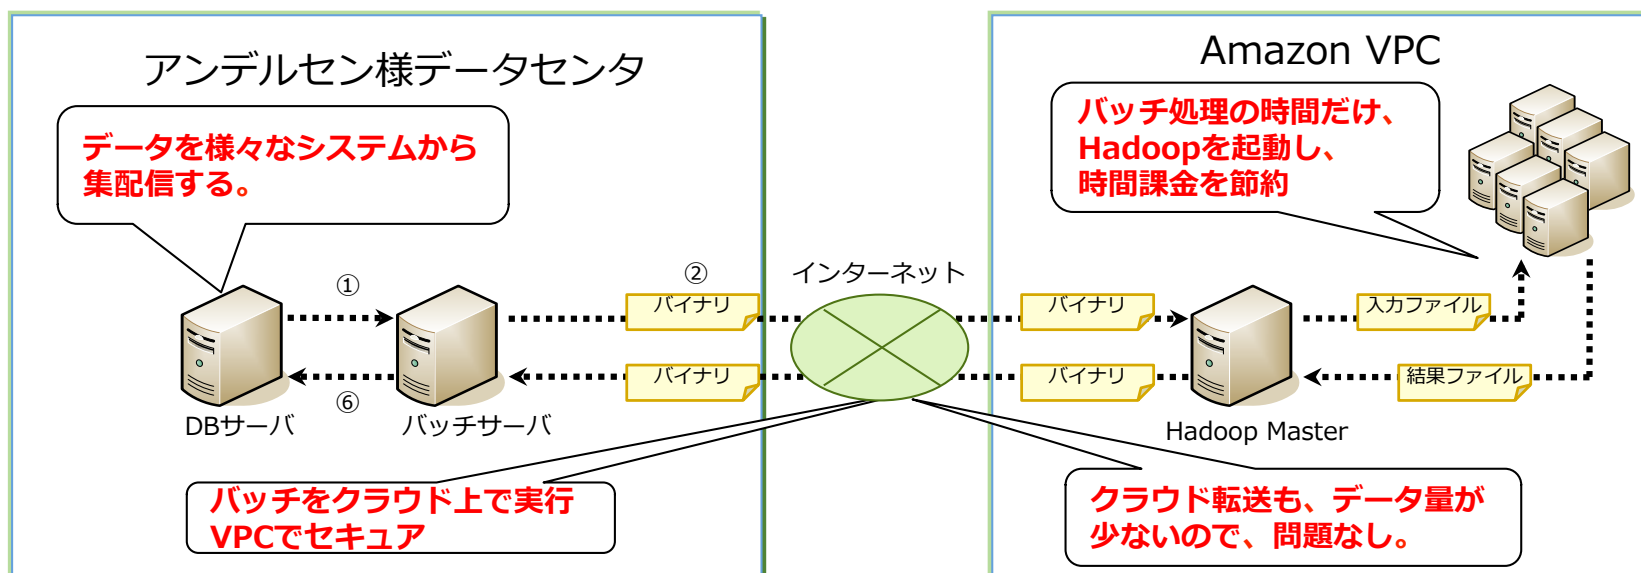 アンデルセン様データセンタ
Amazon VPC
データを様々なシステムから
集配信する。
バッチ処理の時間だけ、
Hadoopを起動し、
時間課金を節約
①
②
インターネット
バイナリ
バイナリ
入力ファイル
バイナリ
バイナリ
結果ファイル
⑥
DBサーバ
バッチサーバ
Hadoop Master
バッチをクラウド上で実行
VPCでセキュア
クラウド転送も、データ量が
少ないので、問題なし。